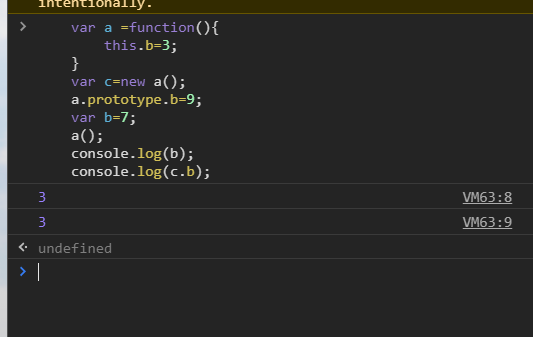 intentionally.
> var a =function(){
this.b=3;
}
var c=new a();
a.prototype.b=9;
var b=7;
a();
console.log(b);
console.log(c.b);
3 VM63:8
3 VM63:9
undefined
>